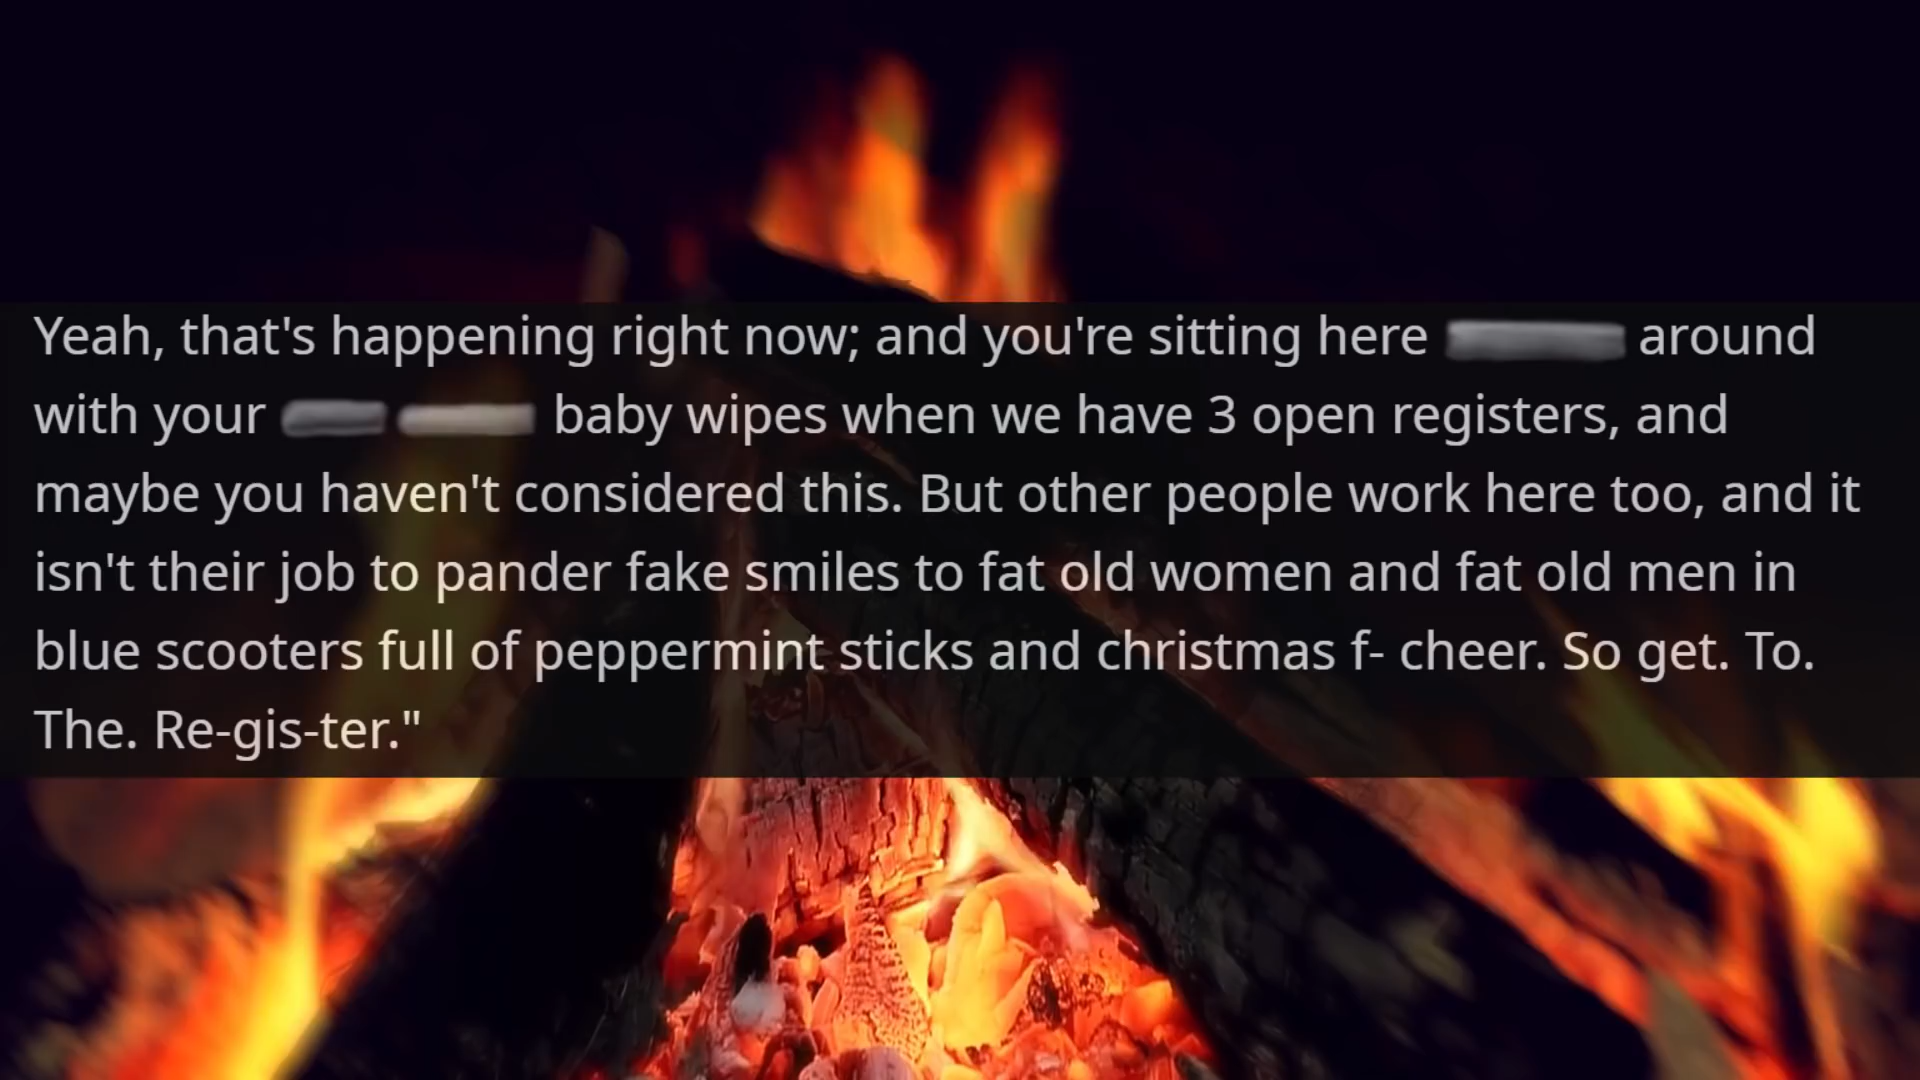 Yeah, that's happening right now; and you're sitting here around
with your baby wipes when we have 3 open registers, and
maybe you haven't considered this. But other people work here too, and it
isn't their job to pander fake smiles to fat old women and fat old men in
blue scooters full of peppermint sticks and christmas f- cheer. So get. To.
The. Re-gis-ter."